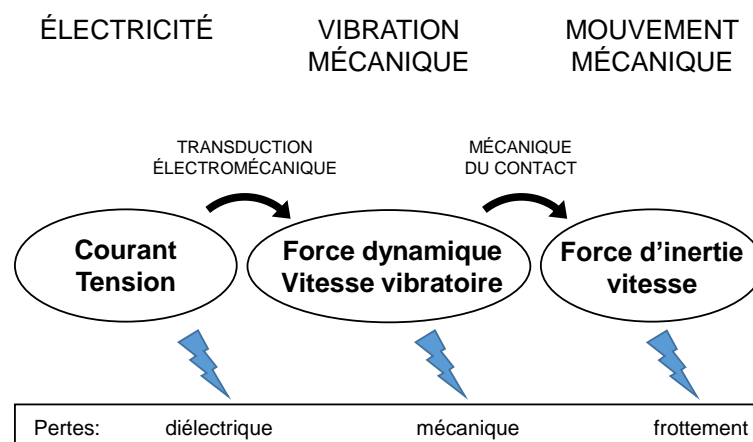 ÉLECTRICITÉ
VIBRATION
MÉCANIQUE
MOUVEMENT
MÉCANIQUE
TRANSDUCTION
ÉLECTROMÉCANIQUE
MÉCANIQUE
DU CONTACT
Courant
Tension
Force dynamique
Vitesse vibratoire
Force d’inertie
vitesse
Pertes: diélectrique mécanique frottement